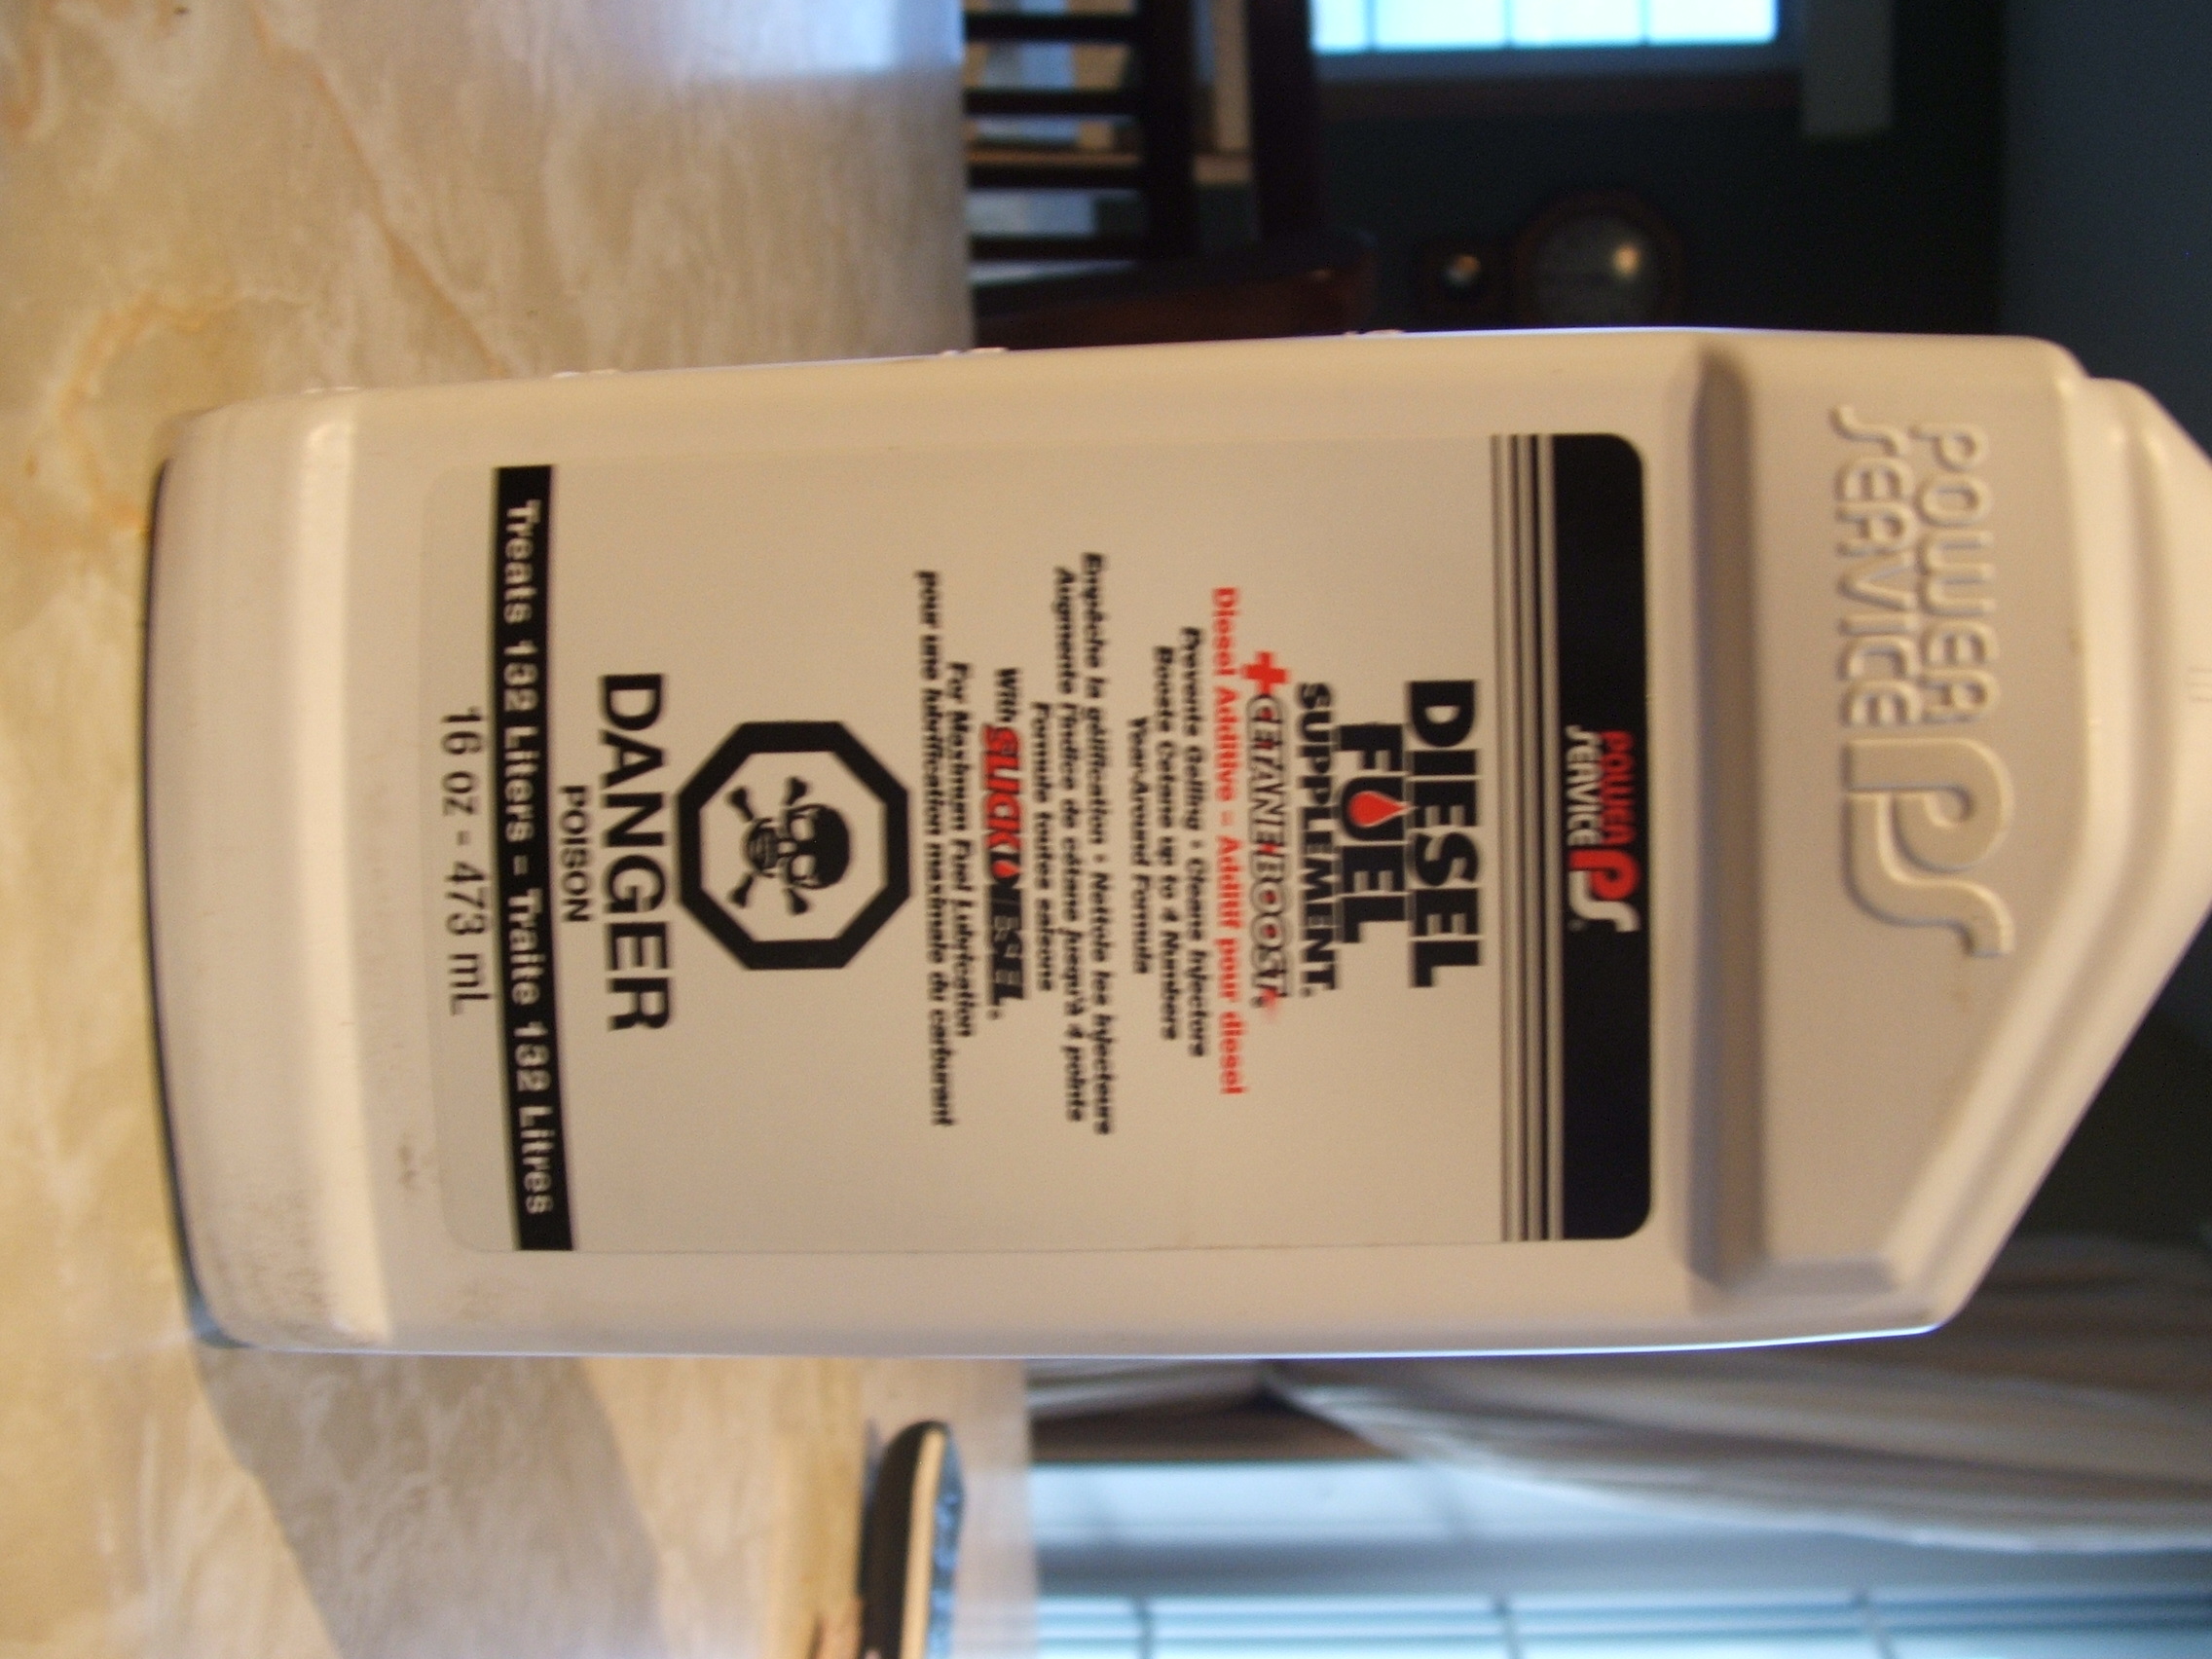 POWER
SERVICE PS
POWER
SERVICE PS
DIESEL
FUEL
SUPPLEMENT
+CETANE BOOST
Diesel Additive - Additif pour diesel
Prevents Gelling • Cleans Injectors
Boosts Cetane up to 4 Numbers
Year-Around Formula
Empêche la gélification • Nettoie les injecteurs
Augmente l'indice de cétane jusqu'à 4 points
Formule toutes saisons
With SLICK DIESEL
For Maximum Fuel Lubrication
pour une lubrification maximale du carburant
DANGER
POISON
Treats 132 Liters - Traite 132 Litres
16 oz - 473 mL